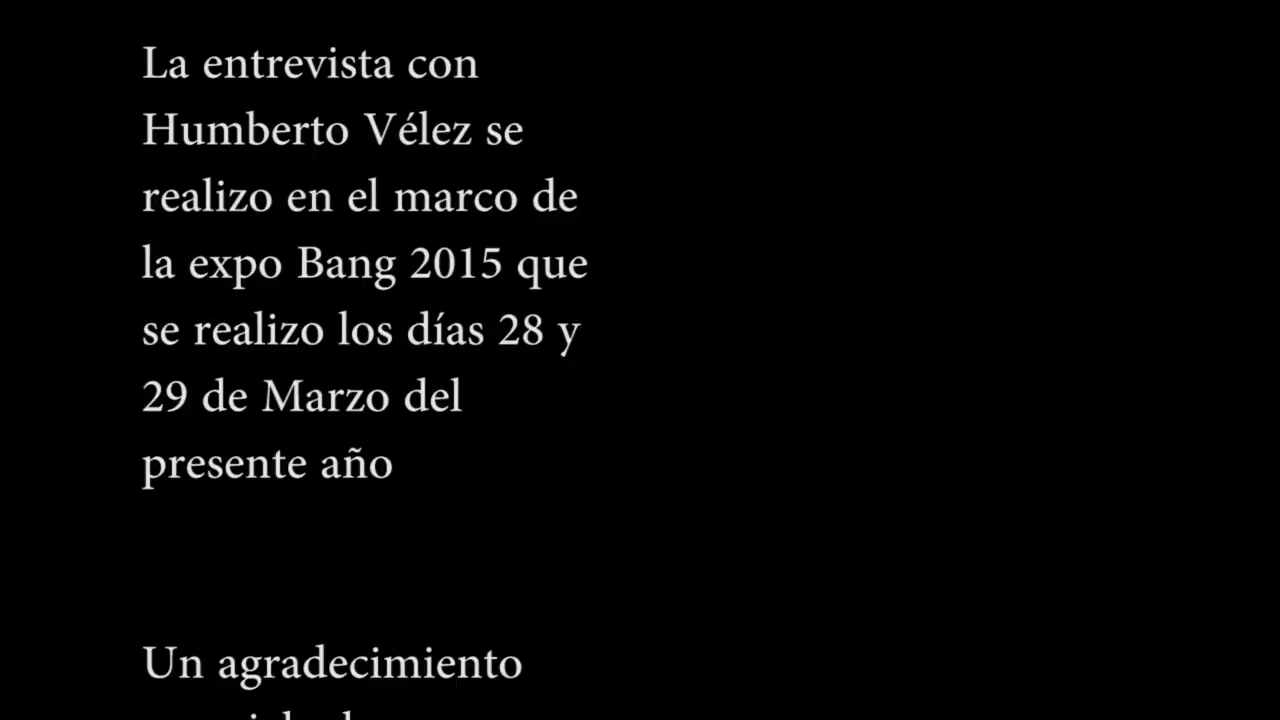 La entrevista con
Humberto Vélez se
realizo en el marco de
la expo Bang 2015 que
se realizo los días 28 y
29 de Marzo del
presente año
Un agradecimiento